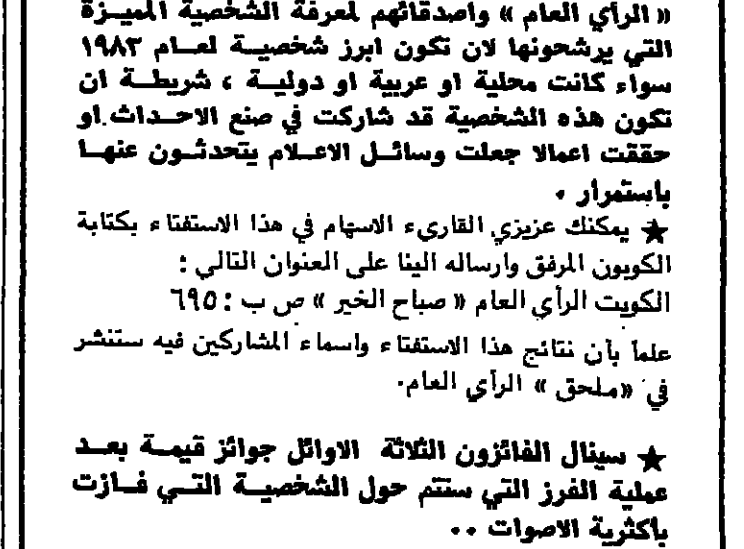 « الرأي العام » واصدقائهم لمعرفة الشخصية المميزة
التي يرشحونها لان تكون ابرز شخصية لعام ١٩٨٣
سواء كانت محلية او عربية او دولية ، شريطة ان
تكون هذه الشخصية قد شاركت في صنع الاحداث او
حققت اعمالا جعلت وسائل الاعلام يتحدثون عنها
باستمرار .
★ يمكنك عزيزي القاريء الاسهام في هذا الاستفتاء بكتابة
الكوبون المرفق وارساله الينا على العنوان التالي :
الكويت الرأي العام « صباح الخير » ص ب : ٦٩٥
علماً بأن نتائج هذا الاستفتاء واسماء المشاركين فيه ستنشر
في «ملحق » الرأي العام.
★ سينال الفائزون الثلاثة الاوائل جوائز قيمة بعد
عملية الفرز التي ستتم حول الشخصية التي فازت
باكثرية الاصوات ..